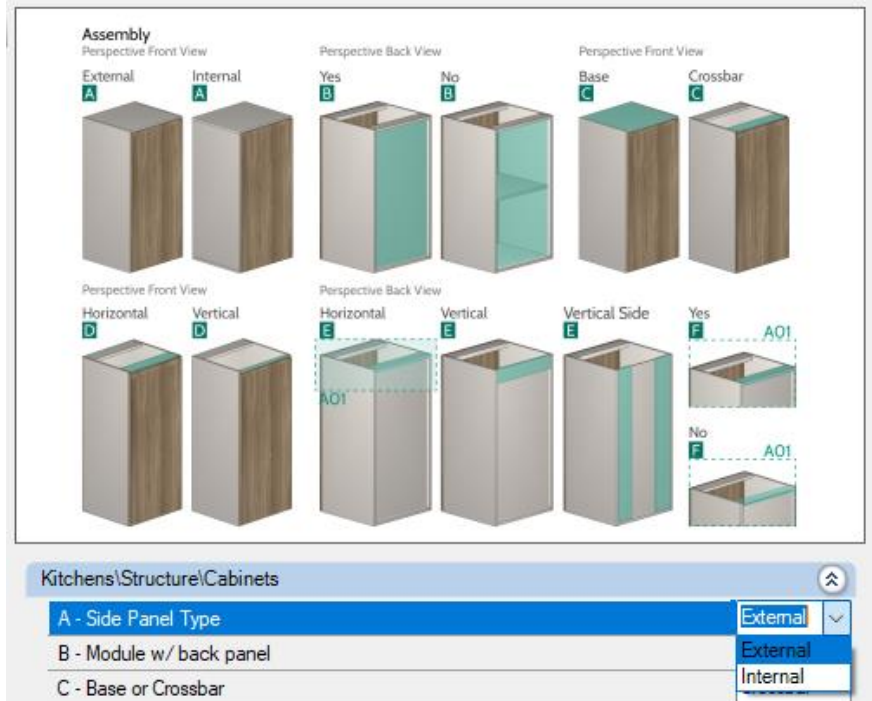 Assembly
Perspective Front View
Perspective Back View
Perspective Front View
External
Internal
Yes
No
Base
Crossbar
A
A
B
B
C
C
Perspective Front View
Perspective Back View
Horizontal
Vertical
Horizontal
Vertical
Vertical Side
Yes
D
D
E
E
E
F
A01
A01
No
F
A01
Kitchens\Structure\Cabinets
A - Side Panel Type
External
B - Module w/ back panel
External
C - Base or Crossbar
Internal